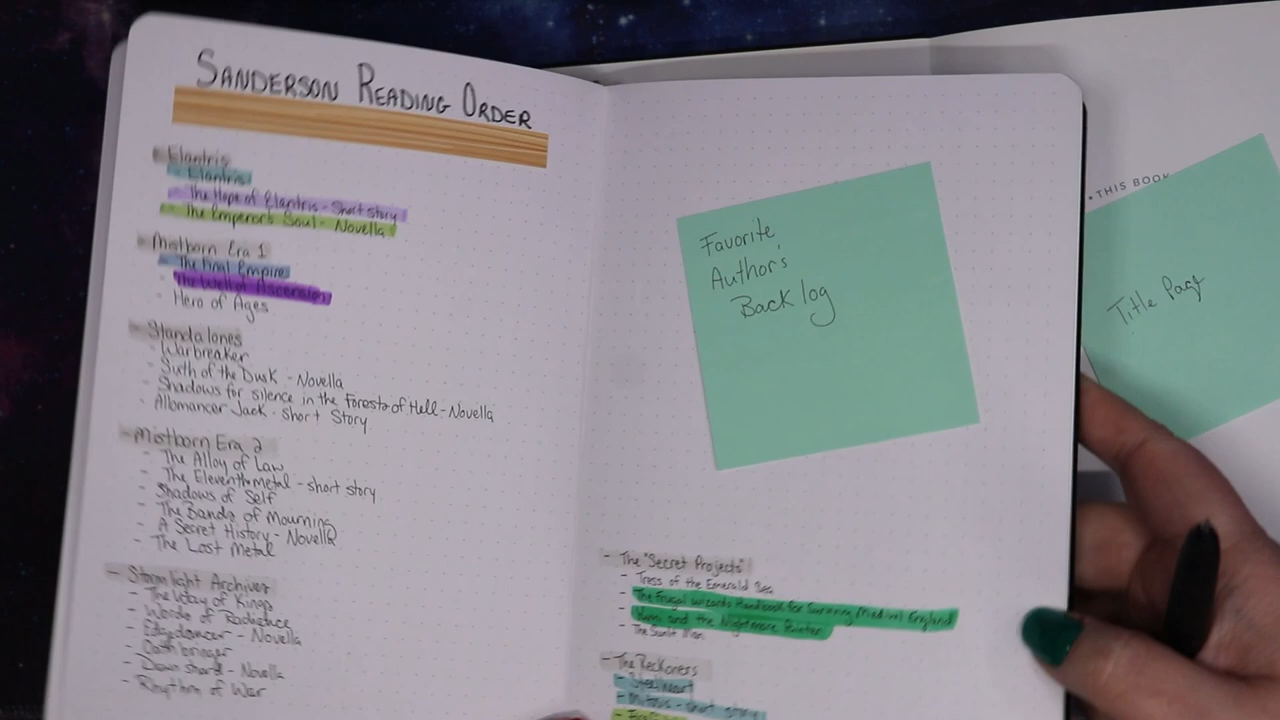 SANDERSON READING ORDER
- Elantris
- Elantris
- The Hope of Elantris - Short story
- The Emperor's Soul - Novella
- Mistborn Era 1
- The Final Empire
- The Well of Ascension
- Hero of Ages
- Standalones
- Warbreaker
- Sixth of the Dusk - Novella
- Shadows for silence in the Forests of Hell - Novella
- Allomancer Jack - Short Story
- Mistborn Era 2
- The Alloy of Law
- The Eleventh metal - short story
- Shadows of Self
- The Bands of Mourning
- A Secret History - Novella
- The Lost Metal
- Stormlight Archives
- The Way of Kings
- Words of Radiance
- Edgedancer - Novella
- Oathbringer
- Dawnshard - Novella
- Rhythm of War
Favorite
Author's
Backlog
- The "Secret Projects"
- Tress of the Emerald Sea
- The Frugal wizards Handbook for Surviving Medieval England
- Yumi and the Nightmare Painter
- The Sunlit Man
- The Reckoners
- Steelheart
- Mitosis - short story
• THIS BOOK
Title Page